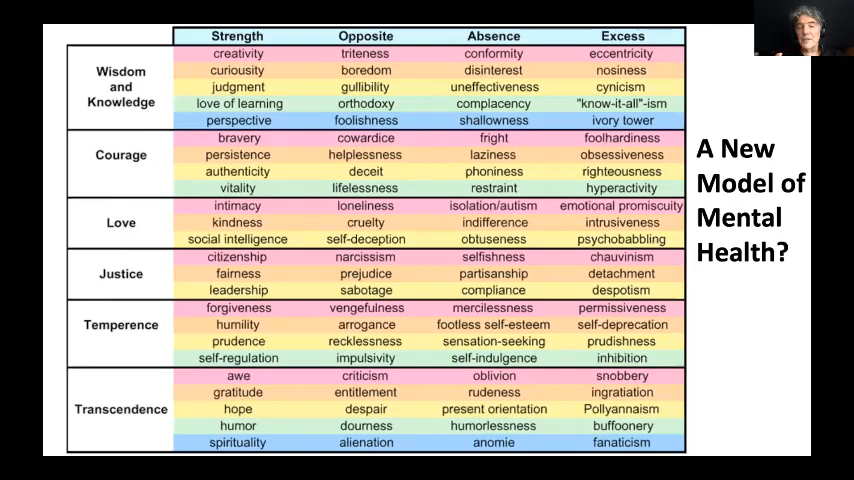 Strength Opposite Absence Excess
Wisdom and Knowledge
creativity triteness conformity eccentricity
curiousity boredom disinterest nosiness
judgment gullibility uneffectiveness cynicism
love of learning orthodoxy complacency "know-it-all"-ism
perspective foolishness shallowness ivory tower
Courage
bravery cowardice fright foolhardiness
persistence helplessness laziness obsessiveness
authenticity deceit phoniness righteousness
vitality lifelessness restraint hyperactivity
Love
intimacy loneliness isolation/autism emotional promiscuity
kindness cruelty indifference intrusiveness
social intelligence self-deception obtuseness psychobabbling
Justice
citizenship narcissism selfishness chauvinism
fairness prejudice partisanship detachment
leadership sabotage compliance despotism
Temperence
forgiveness vengefulness mercilessness permissiveness
humility arrogance footless self-esteem self-deprecation
prudence recklessness sensation-seeking prudishness
self-regulation impulsivity self-indulgence inhibition
Transcendence
awe criticism oblivion snobbery
gratitude entitlement rudeness ingratiation
hope despair present orientation Pollyannaism
humor dourness humorlessness buffoonery
spirituality alienation anomie fanaticism
A New
Model of
Mental
Health?